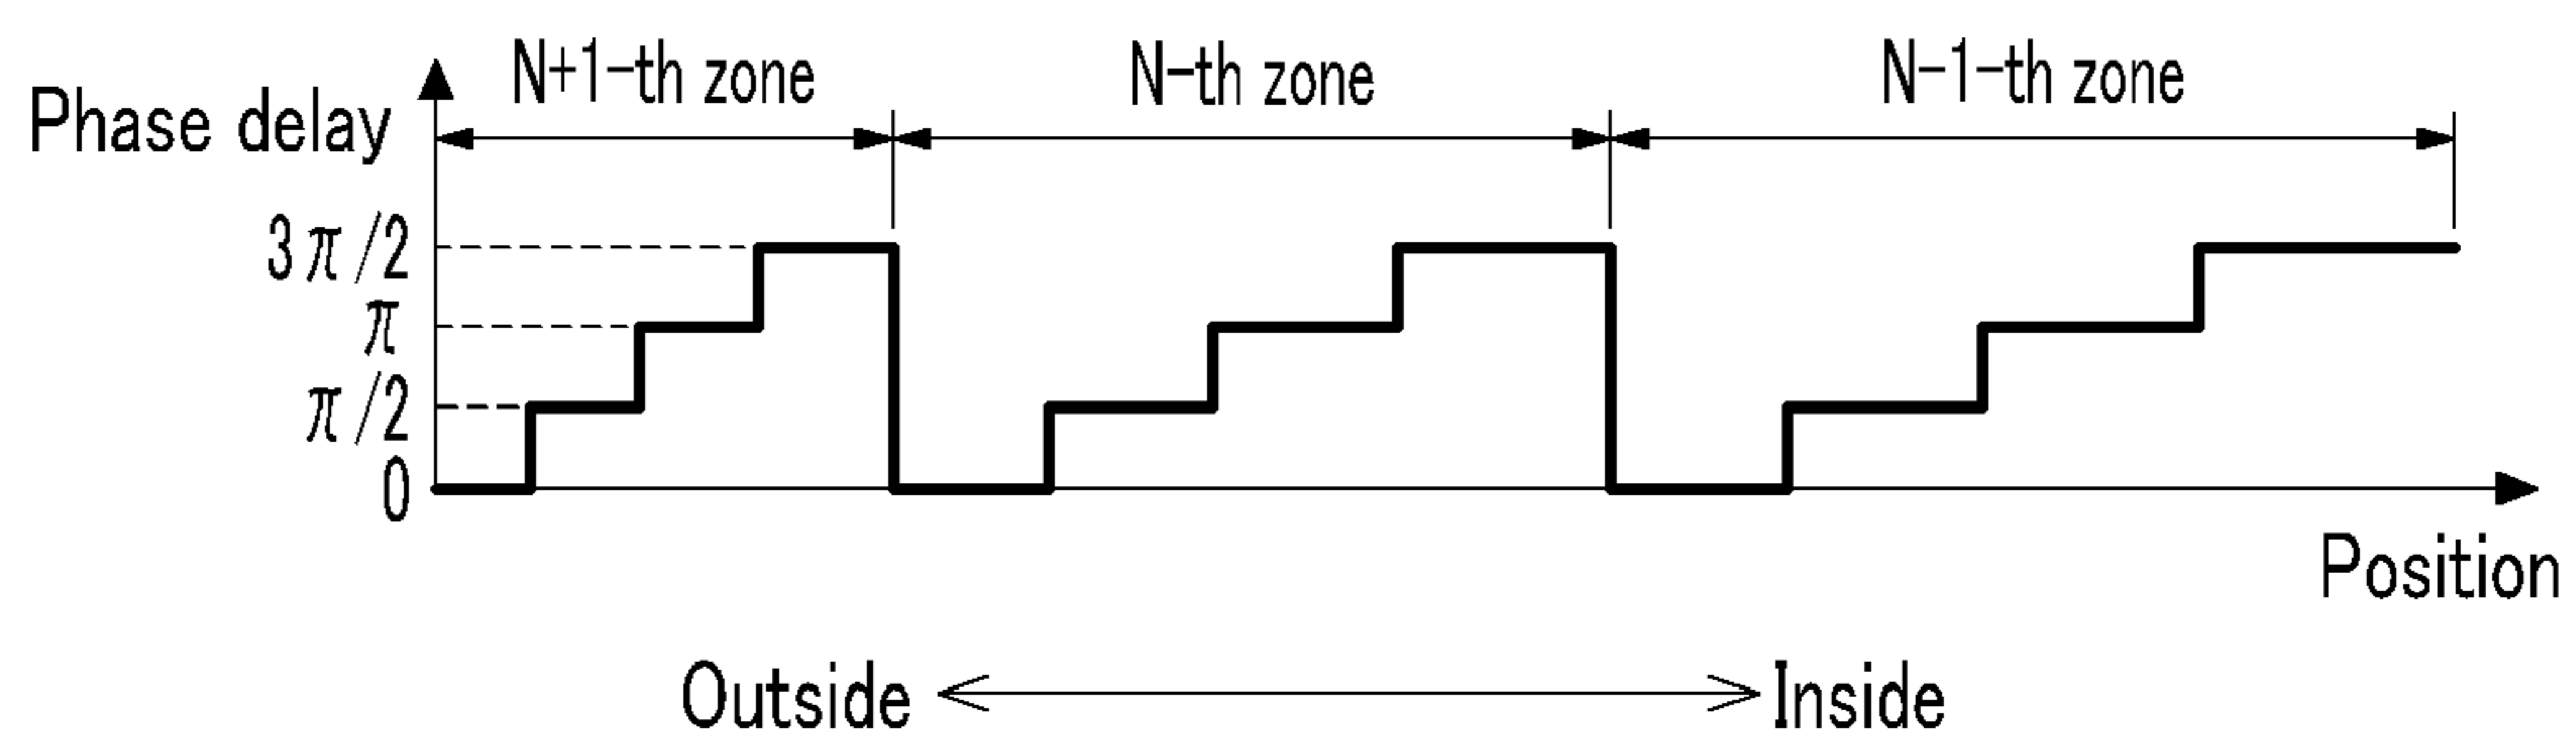 Phase delay
N+1-th zone
N-th zone
N-1-th zone
3π/2
π
π/2
0
Position
Outside
Inside